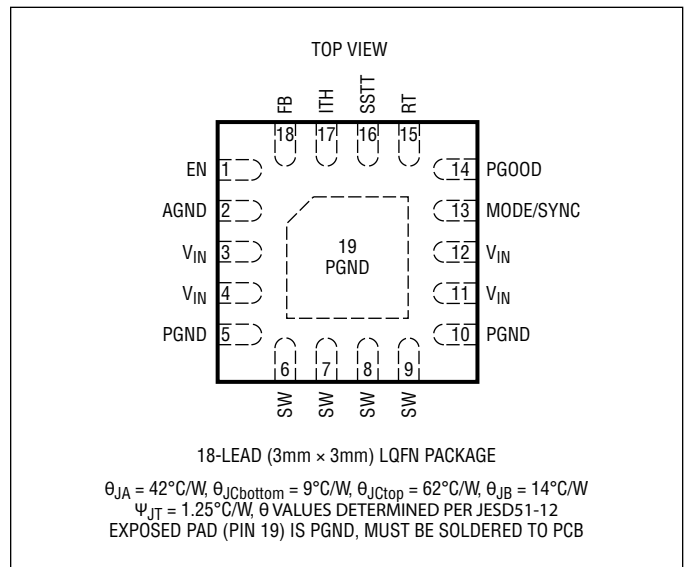 TOP VIEW
FB ITH SSTT RT
18 17 16 15
EN 1 14 PGOOD
AGND 2 13 MODE/SYNC
VIN 3 19 12 VIN
PGND
VIN 4 11 VIN
PGND 5 10 PGND
6 7 8 9
SW SW SW SW
18-LEAD (3mm × 3mm) LQFN PACKAGE
θJA = 42°C/W, θJCbottom = 9°C/W, θJCtop = 62°C/W, θJB = 14°C/W
ΨJT = 1.25°C/W, θ VALUES DETERMINED PER JESD51-12
EXPOSED PAD (PIN 19) IS PGND, MUST BE SOLDERED TO PCB